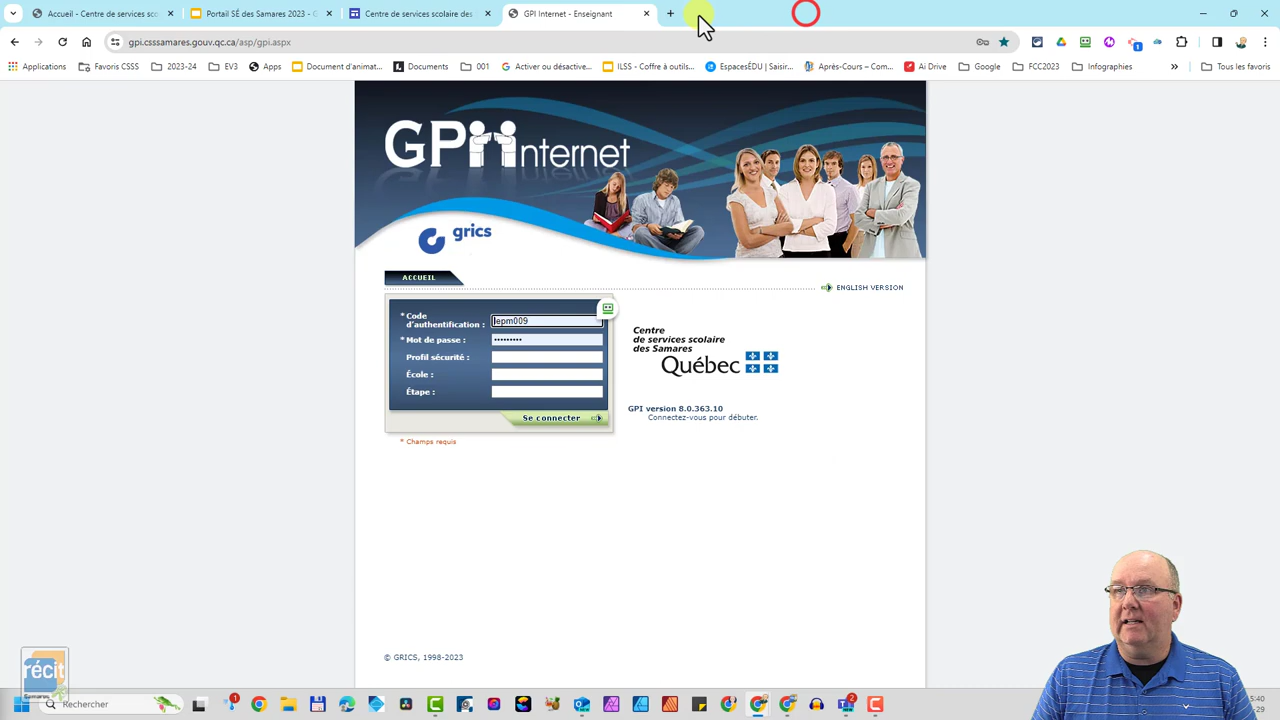 Accueil - Centre de services sco
Portail SÉ des Samares 2023 - G
Centre de services scolaire des
GPI Internet - Enseignant
gpi.csssamares.gouv.qc.ca/asp/gpi.aspx
1
Applications
Favoris CSSS
2023-24
EV3
Apps
Document d'animat...
Documents
001
Activer ou désactive...
ILSS - Coffre à outils...
EspacesÉDU | Saisir...
Après-Cours – Com...
Ai Drive
Google
FCC2023
Infographies
Tous les favoris
GPI Internet
grics
ACCUEIL
ENGLISH VERSION
* Code
d'authentification :
lepm009
* Mot de passe :
•••••••••
Profil sécurité :
École :
Étape :
Se connecter
* Champs requis
Centre
de services scolaire
des Samares
Québec
GPI version 8.0.363.10
Connectez-vous pour débuter.
© GRICS, 1998-2023
récit
Samares
Rechercher
1
2